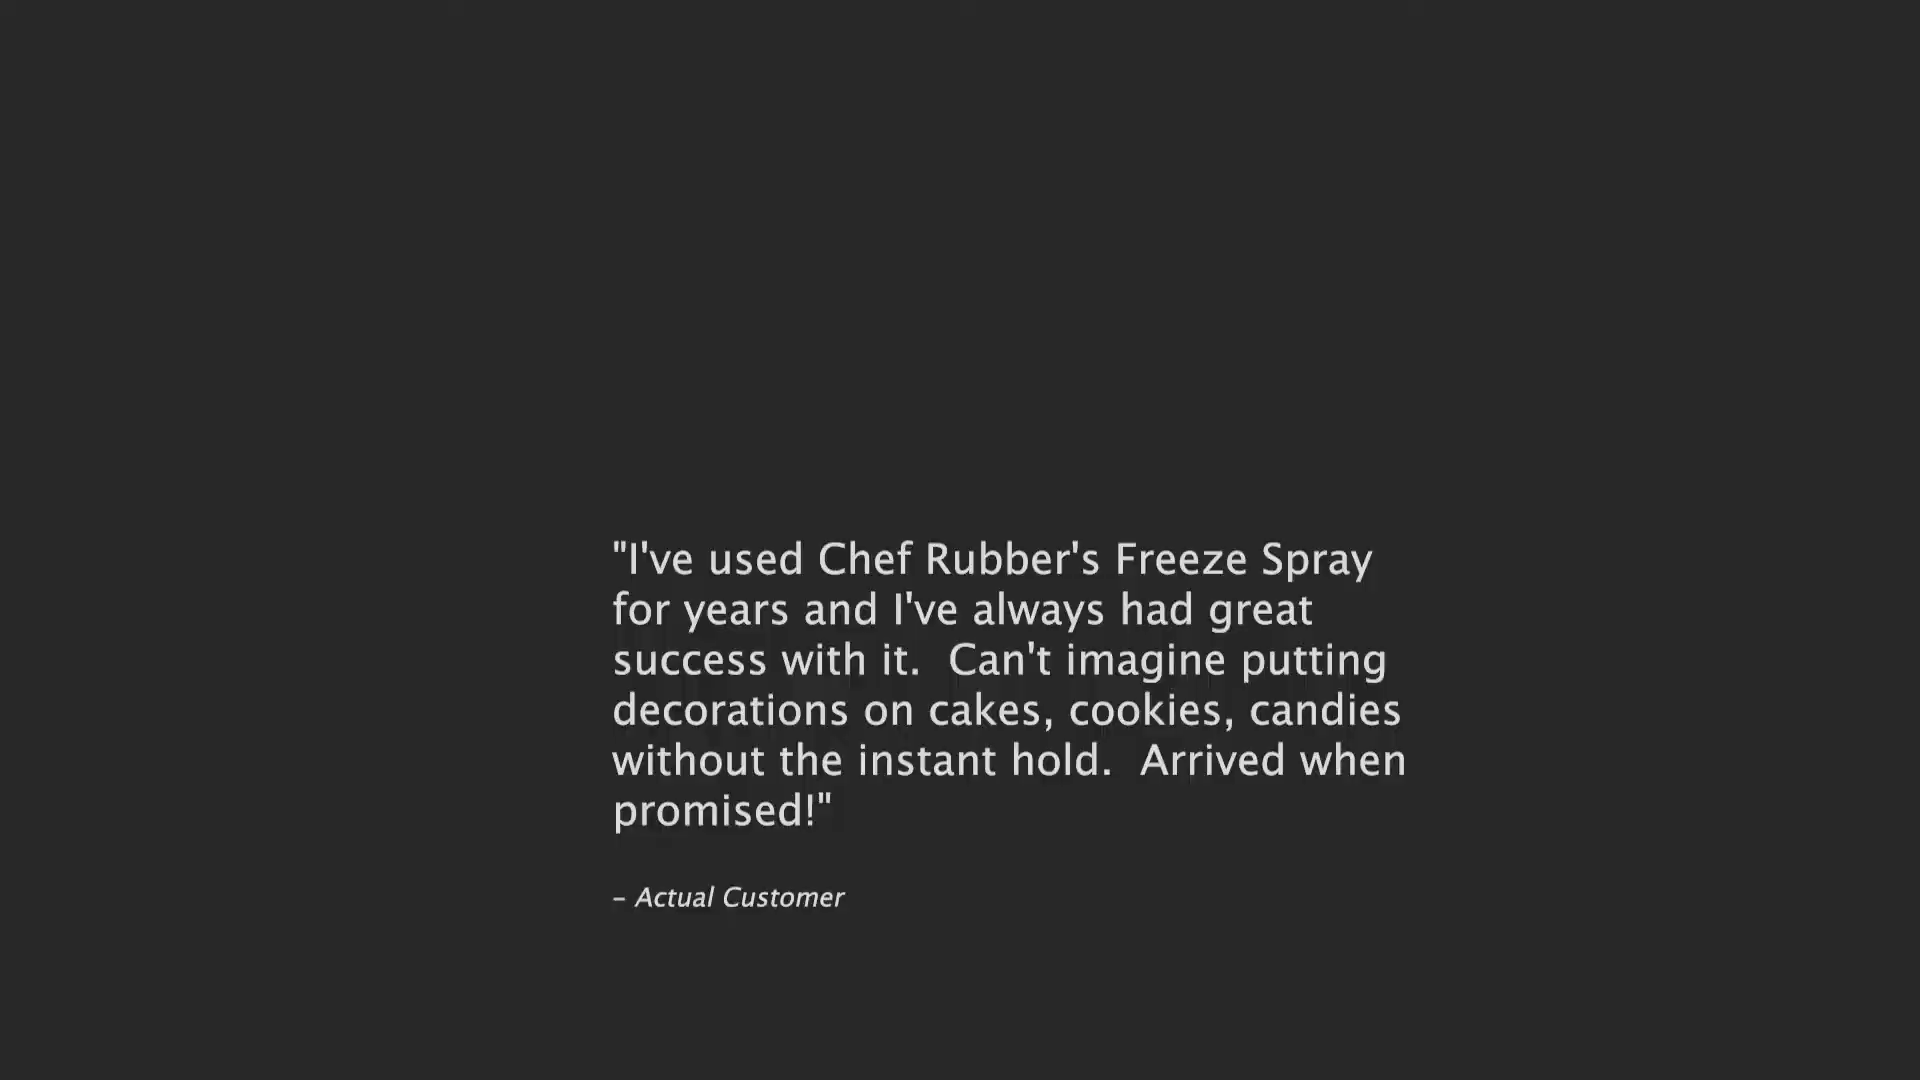 "I've used Chef Rubber's Freeze Spray
for years and I've always had great
success with it.  Can't imagine putting
decorations on cakes, cookies, candies
without the instant hold.  Arrived when
promised!"
– Actual Customer